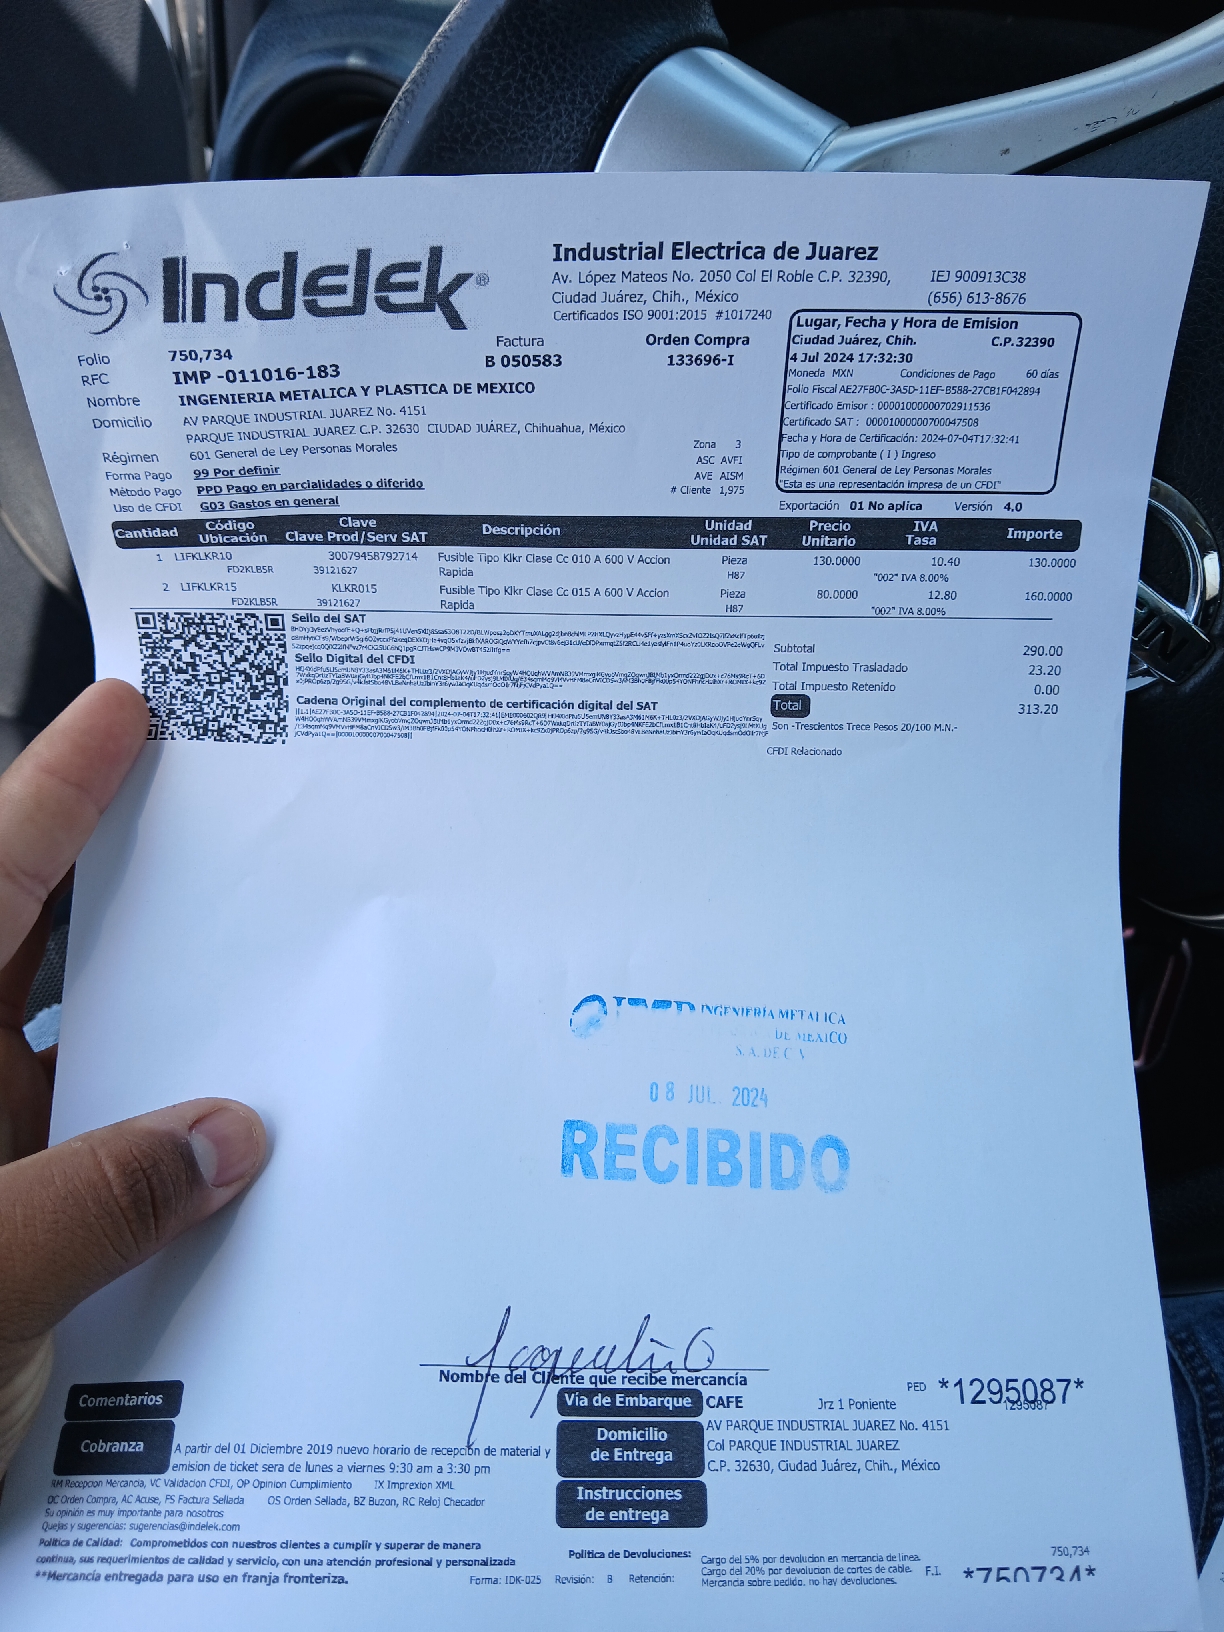 Indelek®
Industrial Electrica de Juarez
Av. López Mateos No. 2050 Col El Roble C.P. 32390, IEJ 900913C38
Ciudad Juárez, Chih., México (656) 613-8676
Certificados ISO 9001:2015 #1017240
Folio 750,734
Factura
B 050583
Orden Compra
133696-I
RFC IMP -011016-183
Nombre INGENIERIA METALICA Y PLASTICA DE MEXICO
Domicilio AV PARQUE INDUSTRIAL JUAREZ No. 4151
PARQUE INDUSTRIAL JUAREZ C.P. 32630 CIUDAD JUÁREZ, Chihuahua, México
Régimen 601 General de Ley Personas Morales
Forma Pago 99 Por definir
Método Pago PPD Pago en parcialidades o diferido
Uso de CFDI G03 Gastos en general
Zona 3
ASC AVFI
AVE AISM
# Cliente 1,975
Lugar, Fecha y Hora de Emision
Ciudad Juárez, Chih. C.P.32390
4 Jul 2024 17:32:30
Moneda MXN Condiciones de Pago 60 días
Folio Fiscal AE27FB0C-3A5D-11EF-B588-27CB1F042894
Certificado Emisor : 00001000000702911536
Certificado SAT : 00001000000700047508
Fecha y Hora de Certificación: 2024-07-04T17:32:41
Tipo de comprobante ( I ) Ingreso
Régimen 601 General de Ley Personas Morales
"Esta es una representación impresa de un CFDI"
Exportación 01 No aplica Versión 4.0
Cantidad Código Ubicación Clave Clave Prod/Serv SAT Descripción Unidad Unidad SAT Precio Unitario IVA Tasa Importe
1 LIFKLKR10 30079458792714 Fusible Tipo Klkr Clase Cc 010 A 600 V Accion Pieza 130.0000 10.40 130.0000
FD2KLB5R 39121627 Rapida H87 "002" IVA 8.00%
2 LIFKLKR15 KLKR015 Fusible Tipo Klkr Clase Cc 015 A 600 V Accion Pieza 80.0000 12.80 160.0000
FD2KLB5R 39121627 Rapida H87 "002" IVA 8.00%
Sello del SAT
Sello Digital del CFDI
Cadena Original del complemento de certificación digital del SAT
Subtotal 290.00
Total Impuesto Trasladado 23.20
Total Impuesto Retenido 0.00
Total 313.20
Son -Trescientos Trece Pesos 20/100 M.N.-
CFDI Relacionado
INGENIERÍA METALICA
DE MEXICO
S.A. DE C V
08 JUL. 2024
RECIBIDO
Nombre del Cliente que recibe mercancía
Comentarios
Cobranza A partir del 01 Diciembre 2019 nuevo horario de recepción de material y
emision de ticket sera de lunes a viernes 9:30 am a 3:30 pm
Via de Embarque CAFE Jrz 1 Poniente PED *1295087*
1295087
Domicilio de Entrega AV PARQUE INDUSTRIAL JUAREZ No. 4151
Col PARQUE INDUSTRIAL JUAREZ
C.P. 32630, Ciudad Juárez, Chih., México
Instrucciones de entrega
RM Recepcion Mercancia, VC Validacion CFDI, OP Opinion Cumplimiento IX Imprexion XML
OC Orden Compra, AC Acuse, FS Factura Sellada OS Orden Sellada, BZ Buzon, RC Reloj Checador
Su opinión es muy importante para nosotros
Quejas y sugerencias: sugerencias@indelek.com
Politica de Calidad: Comprometidos con nuestros clientes a cumplir y superar de manera
continua, sus requerimientos de calidad y servicio, con una atención profesional y personalizada
**Mercancía entregada para uso en franja fronteriza.
Forma: IDK-025 Revisión: 8 Retención:
Politica de Devoluciones: Cargo del 5% por devolucion en mercancia de linea.
Cargo del 20% por devolucion de cortes de cable.
Mercancia sobre pedido, no hay devoluciones.
750,734
F.I. *750734*